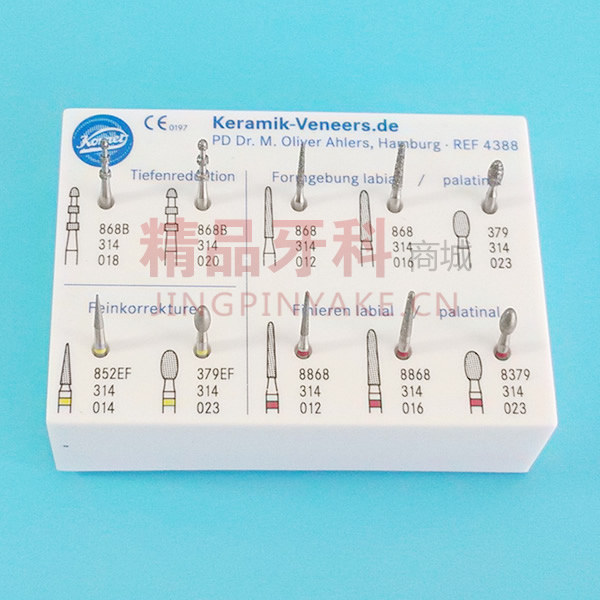 Komet
CE 0197
Keramik-Veneers.de
PD Dr. M. Oliver Ahlers, Hamburg · REF 4388
Tiefenreduktion
Formgebung labial / palatinal
868B
314
018
868B
314
020
868
314
012
868
314
016
379
314
023
精品牙科商城
JINGPINYAKE.CN
Feinkorrekturen
Finieren labial palatinal
852EF
314
014
379EF
314
023
8868
314
012
8868
314
016
8379
314
023